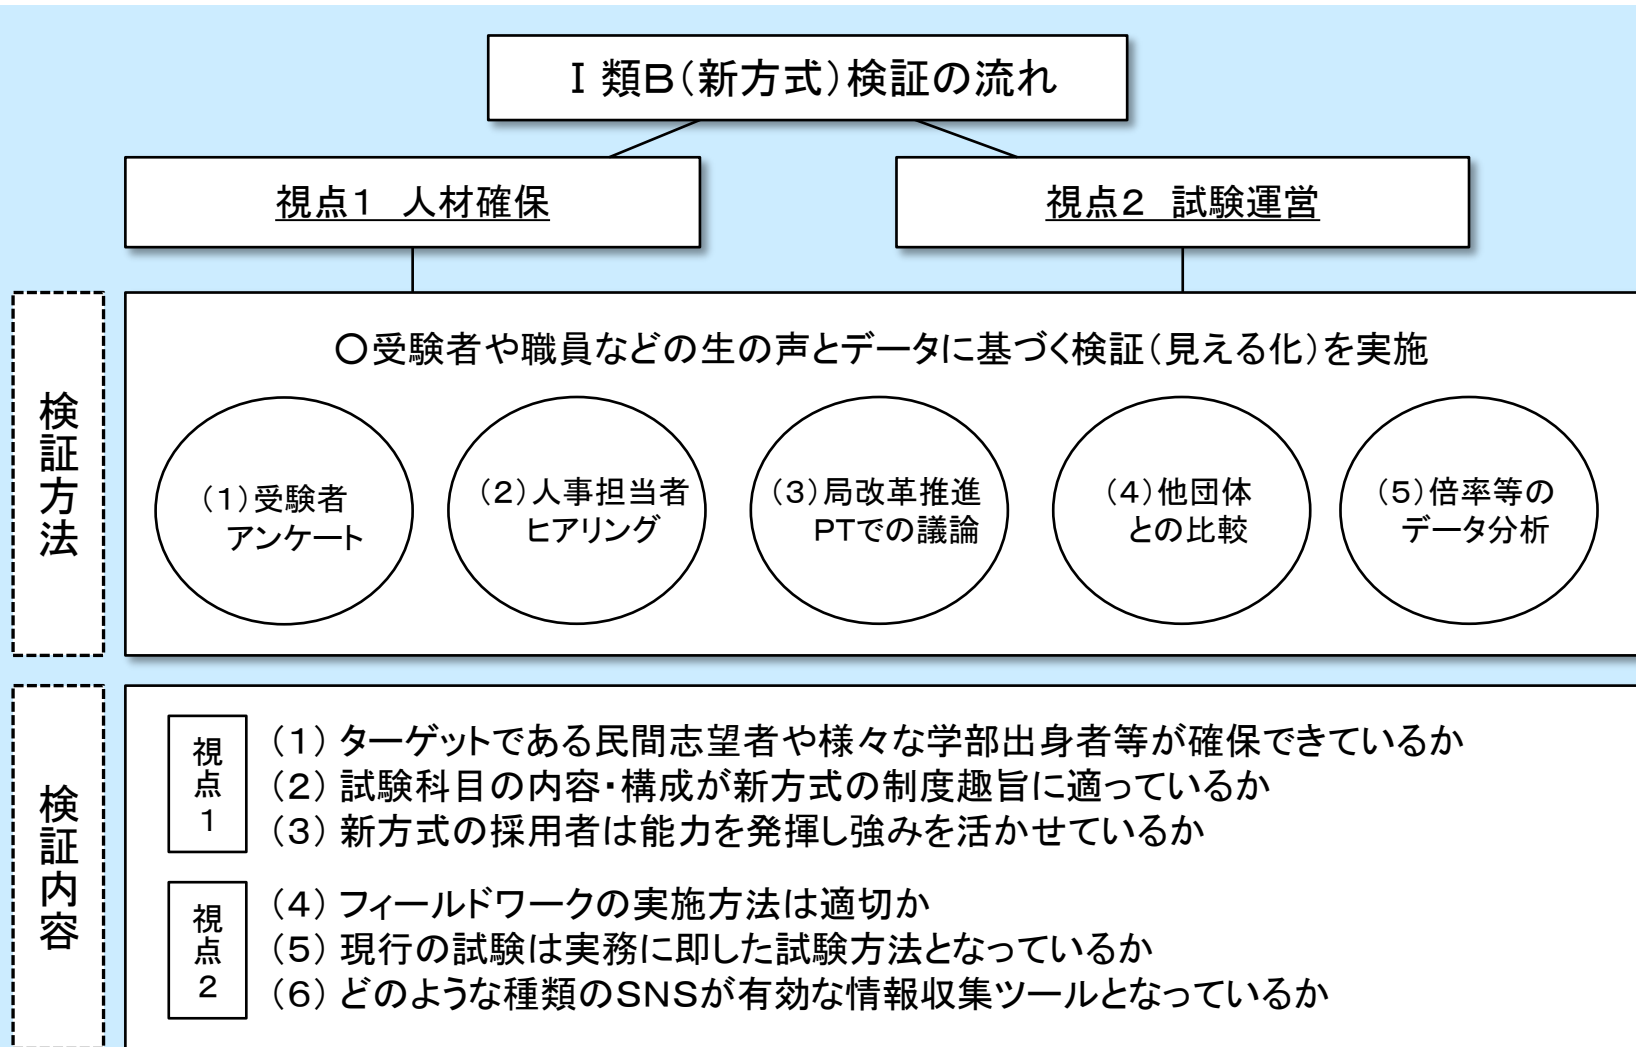 Ⅰ類B（新方式）検証の流れ
視点１　人材確保
視点２　試験運営
検証方法
○受験者や職員などの生の声とデータに基づく検証（見える化）を実施
（１）受験者
アンケート
（２）人事担当者
ヒアリング
（３）局改革推進
PTでの議論
（４）他団体
との比較
（５）倍率等の
データ分析
検証内容
視点１
（１）ターゲットである民間志望者や様々な学部出身者等が確保できているか
（２）試験科目の内容・構成が新方式の制度趣旨に適っているか
（３）新方式の採用者は能力を発揮し強みを活かせているか
視点２
（４）フィールドワークの実施方法は適切か
（５）現行の試験は実務に即した試験方法となっているか
（６）どのような種類のSNSが有効な情報収集ツールとなっているか